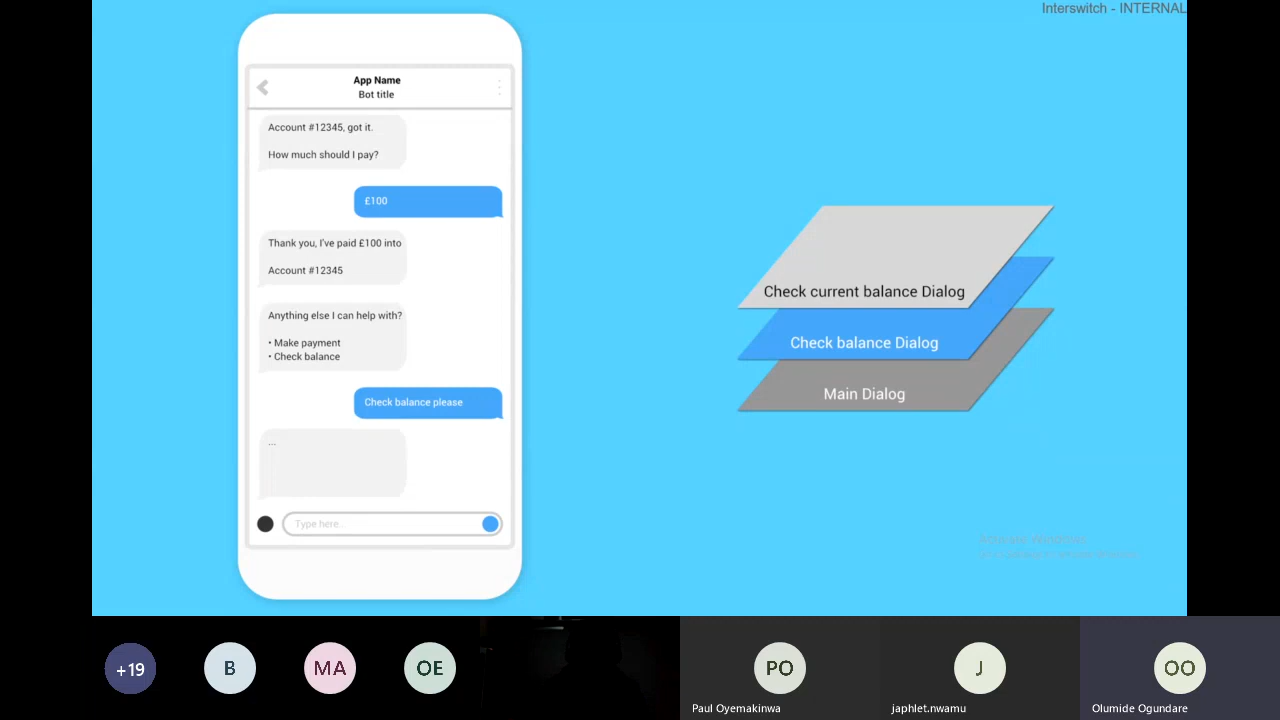 Interswitch - INTERNAL
App Name
Bot title
Account #12345, got it.
How much should I pay?
£100
Thank you, I've paid £100 into
Account #12345
Anything else I can help with?
• Make payment
• Check balance
Check balance please
...
Type here..
Check current balance Dialog
Check balance Dialog
Main Dialog
Activate Windows
+19
B
MA
OE
PO
J
OO
Paul Oyemakinwa
japhlet.nwamu
Olumide Ogundare